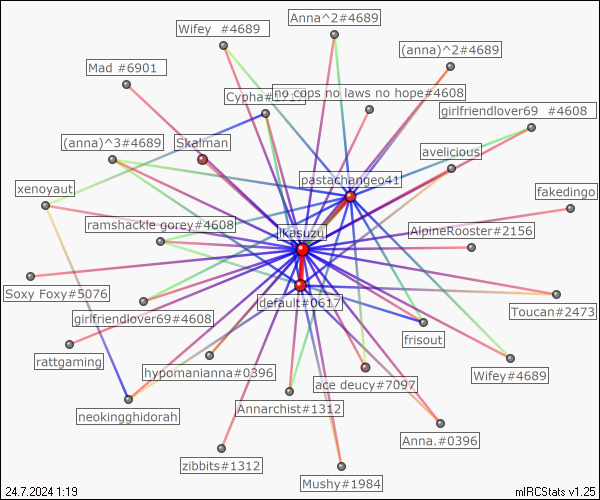 Anna^2#4689
Wifey  #4689
(anna)^2#4689
Mad #6901
no cops no laws no hope#4608
girlfriendlover69  #4608
(anna)^3#4689
Skalman
avelicious
pastachangeo41
xenoyaut
fakedingo
ramshackle gorey#4608
jkasuzu
AlpineRooster#2156
Soxy Foxy#5076
default#0617
Toucan#2473
girlfriendlover69#4608
frisout
rattgaming
hypomanianna#0396
Wifey#4689
ace deucy#7097
neokingghidorah
Annarchist#1312
Anna.#0396
zibbits#1312
Mushy#1984
24.7.2024 1:19
mIRCStats v1.25